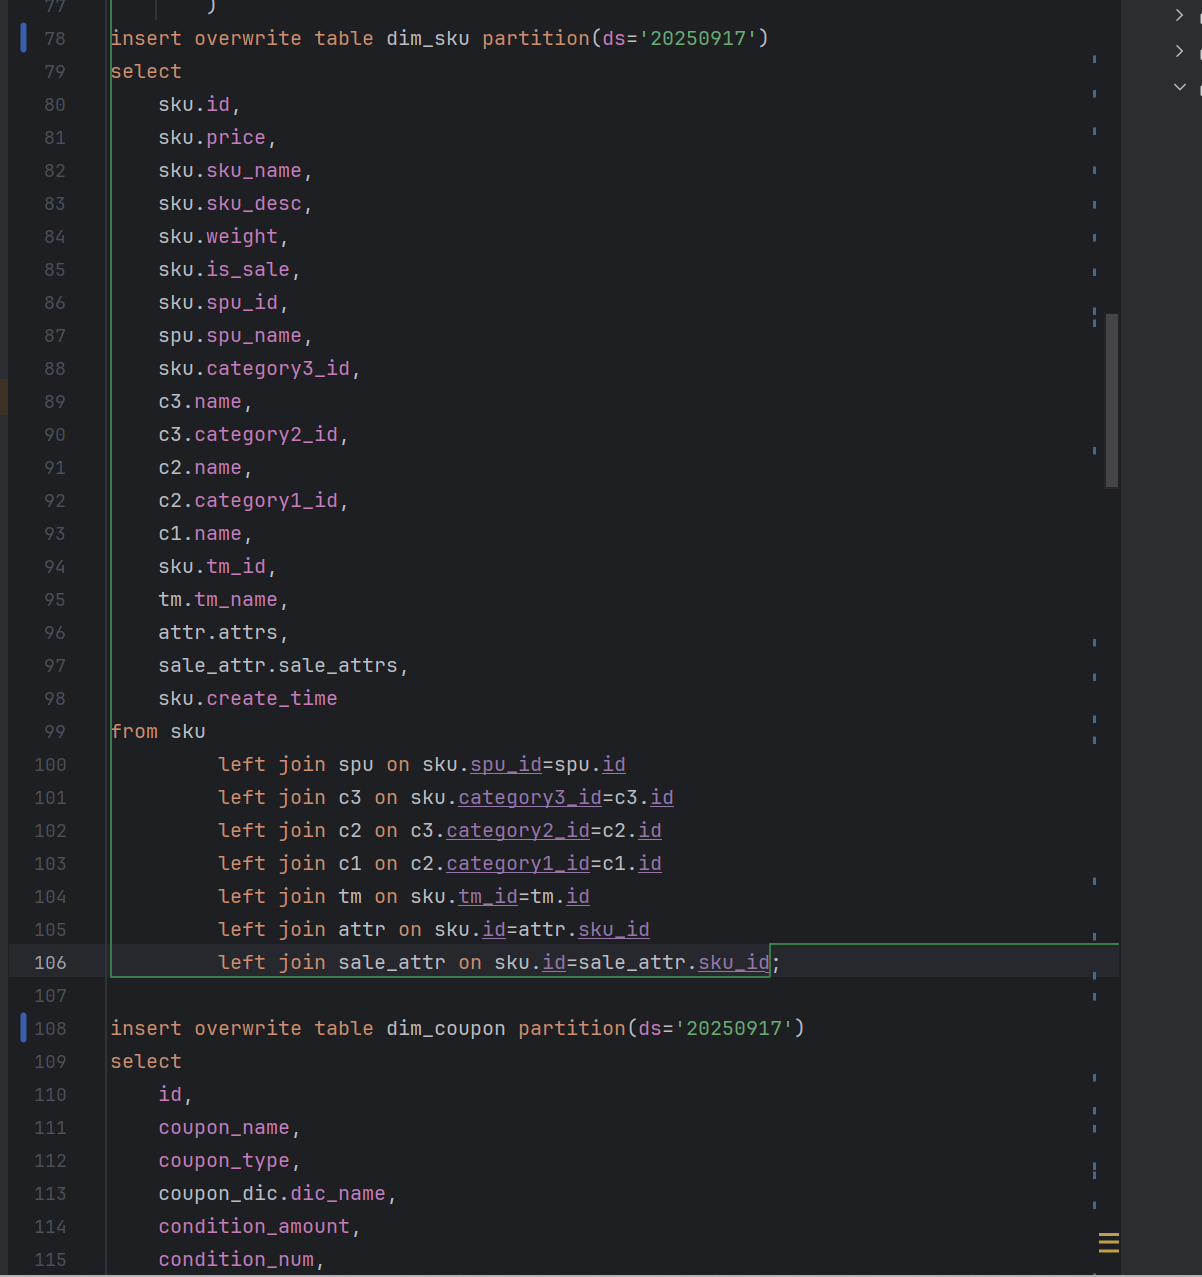 77         )
78 insert overwrite table dim_sku partition(ds='20250917')
79 select
80     sku.id,
81     sku.price,
82     sku.sku_name,
83     sku.sku_desc,
84     sku.weight,
85     sku.is_sale,
86     sku.spu_id,
87     spu.spu_name,
88     sku.category3_id,
89     c3.name,
90     c3.category2_id,
91     c2.name,
92     c2.category1_id,
93     c1.name,
94     sku.tm_id,
95     tm.tm_name,
96     attr.attrs,
97     sale_attr.sale_attrs,
98     sku.create_time
99 from sku
100          left join spu on sku.spu_id=spu.id
101          left join c3 on sku.category3_id=c3.id
102          left join c2 on c3.category2_id=c2.id
103          left join c1 on c2.category1_id=c1.id
104          left join tm on sku.tm_id=tm.id
105          left join attr on sku.id=attr.sku_id
106          left join sale_attr on sku.id=sale_attr.sku_id;
107
108 insert overwrite table dim_coupon partition(ds='20250917')
109 select
110     id,
111     coupon_name,
112     coupon_type,
113     coupon_dic.dic_name,
114     condition_amount,
115     condition_num,